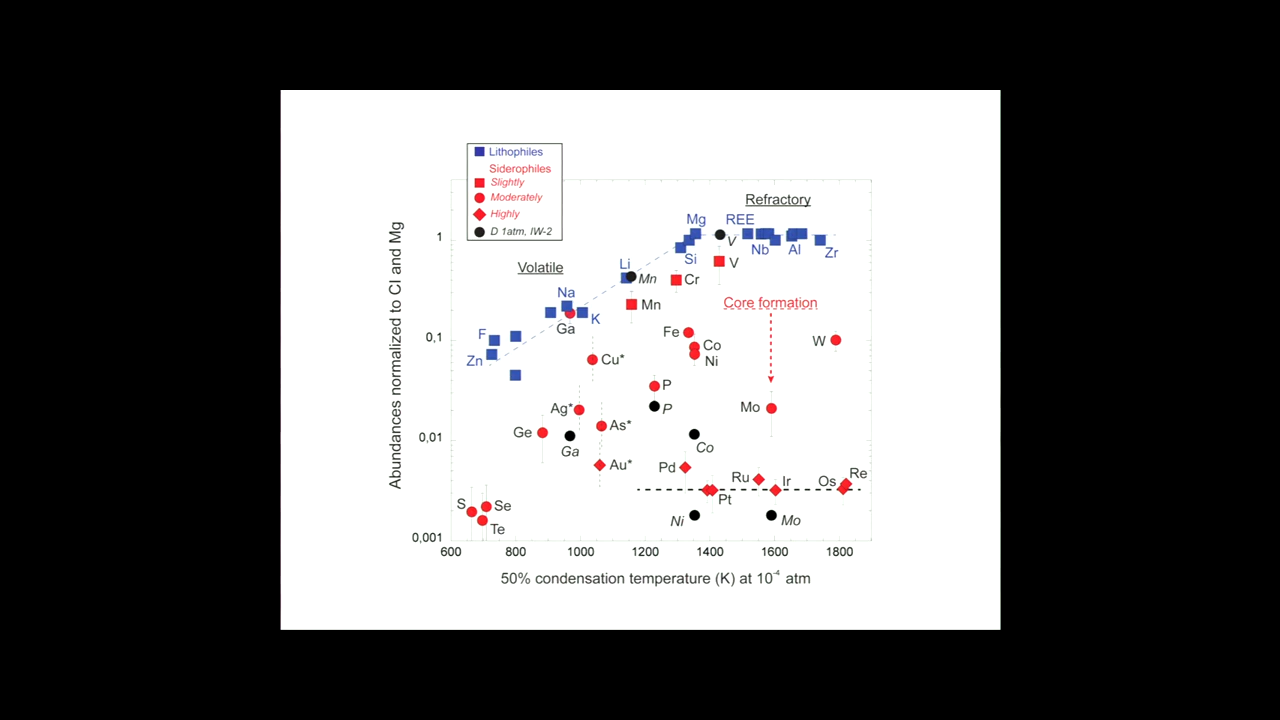 Lithophiles
Siderophiles
Slightly
Moderately
Highly
D 1atm, IW-2
Refractory
Mg
REE
1
V
Nb
Al
Zr
Si
V
Volatile
Li
Mn
Cr
Na
Mn
Core formation
K
Ga
F
Fe
0,1
Co
W
Zn
Cu*
Ni
P
Ag*
P
Mo
As*
Ge
0,01
Ga
Co
Au*
Pd
Ru
Ir
Os
Re
Pt
S
Se
Te
Ni
Mo
0,001
600
800
1000
1200
1400
1600
1800
50% condensation temperature (K) at 10⁻⁴ atm
Abundances normalized to CI and Mg